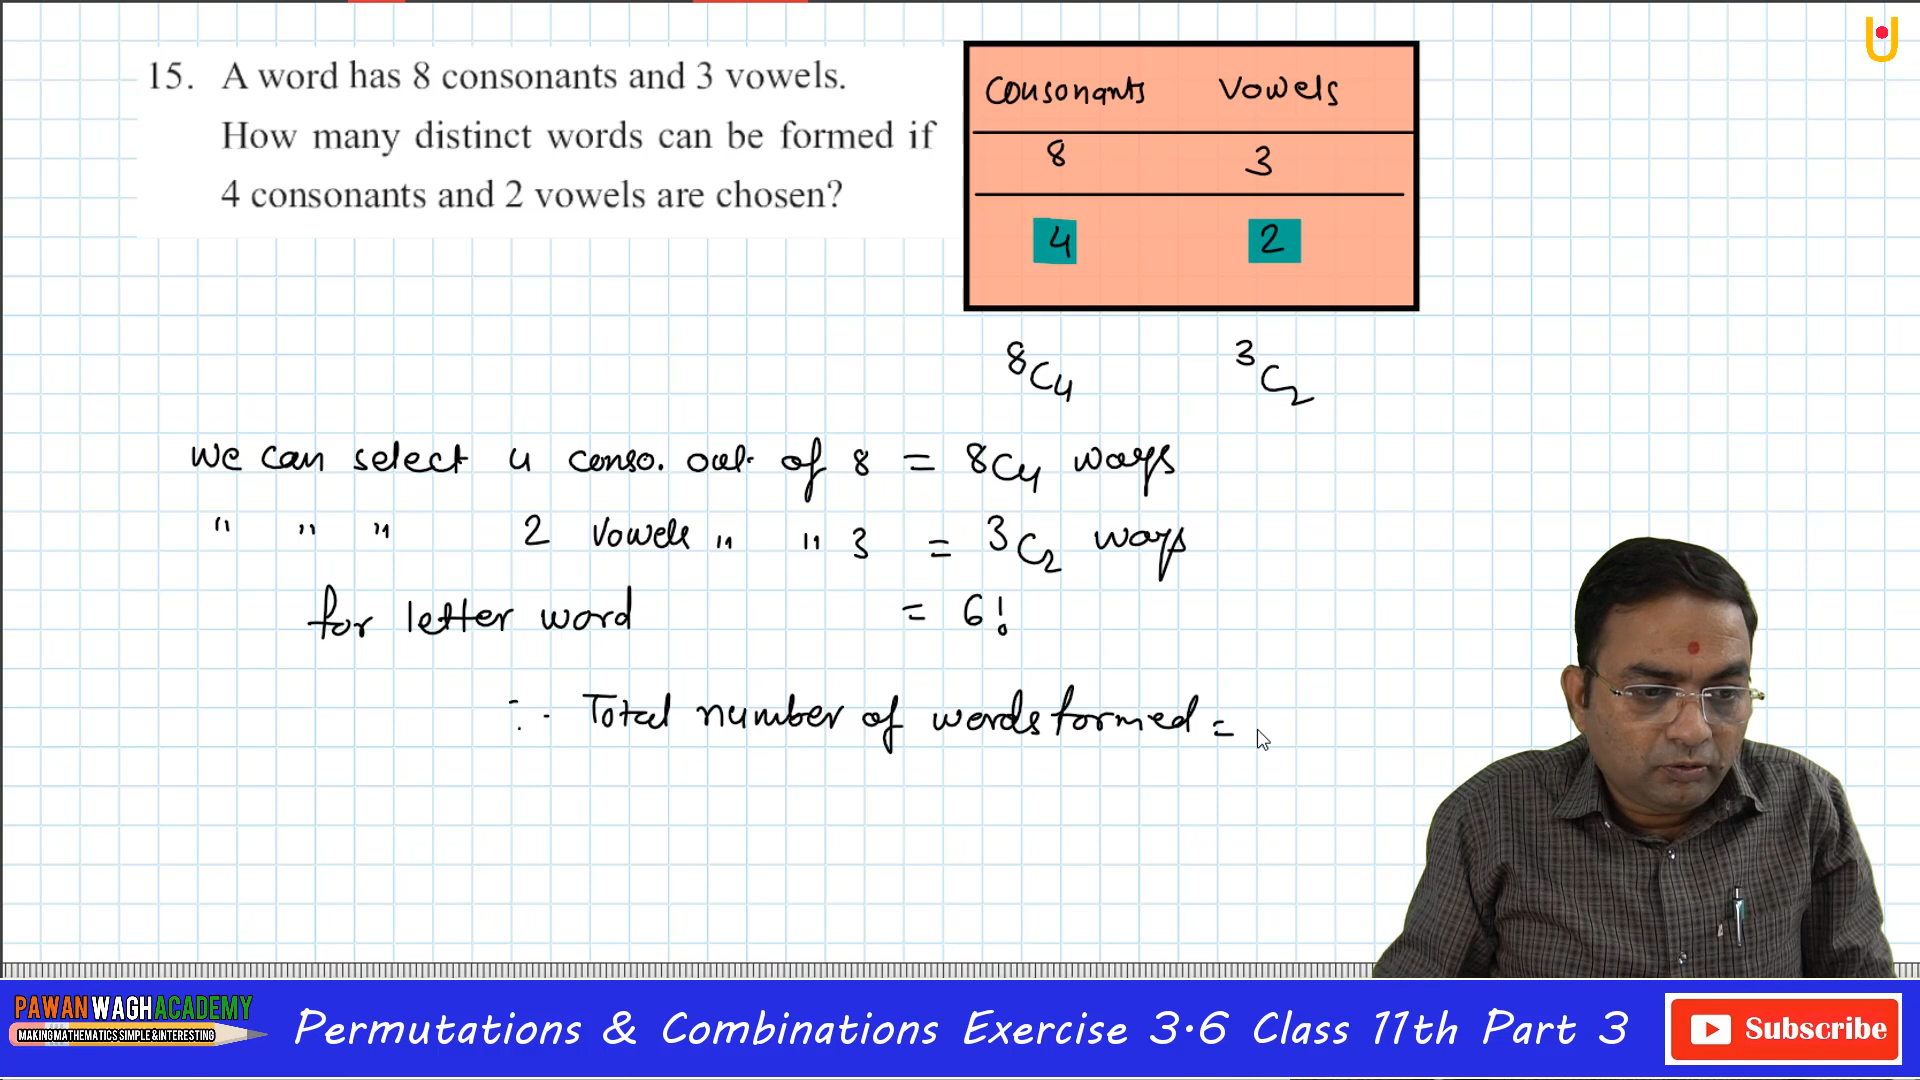 15. A word has 8 consonants and 3 vowels.
How many distinct words can be formed if
4 consonants and 2 vowels are chosen?
Consonants Vowels
8 3
4 2
⁸C₄ ³C₂
We can select 4 conso. out of 8 = 8C₄ ways
" " " 2 vowels " " 3 = ³C₂ ways
for letter word = 6!
∴ Total number of words formed =
PAWAN WAGH ACADEMY
MAKING MATHEMATICS SIMPLE & INTERESTING
Permutations & Combinations Exercise 3.6 Class 11th Part 3
Subscribe